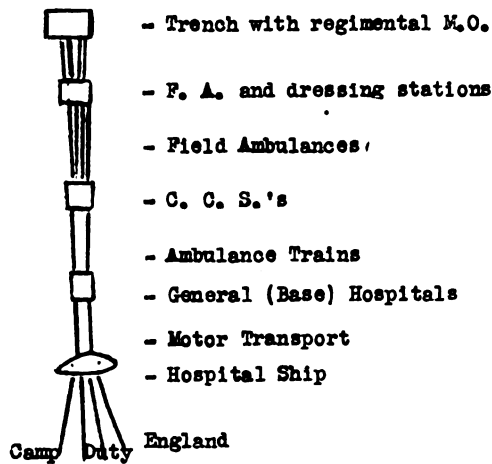 - Trench with regimental M.O.
- F. A. and dressing stations
- Field Ambulances
- C. C. S.'s
- Ambulance Trains
- General (Base) Hospitals
- Motor Transport
- Hospital Ship
England
Camp Duty